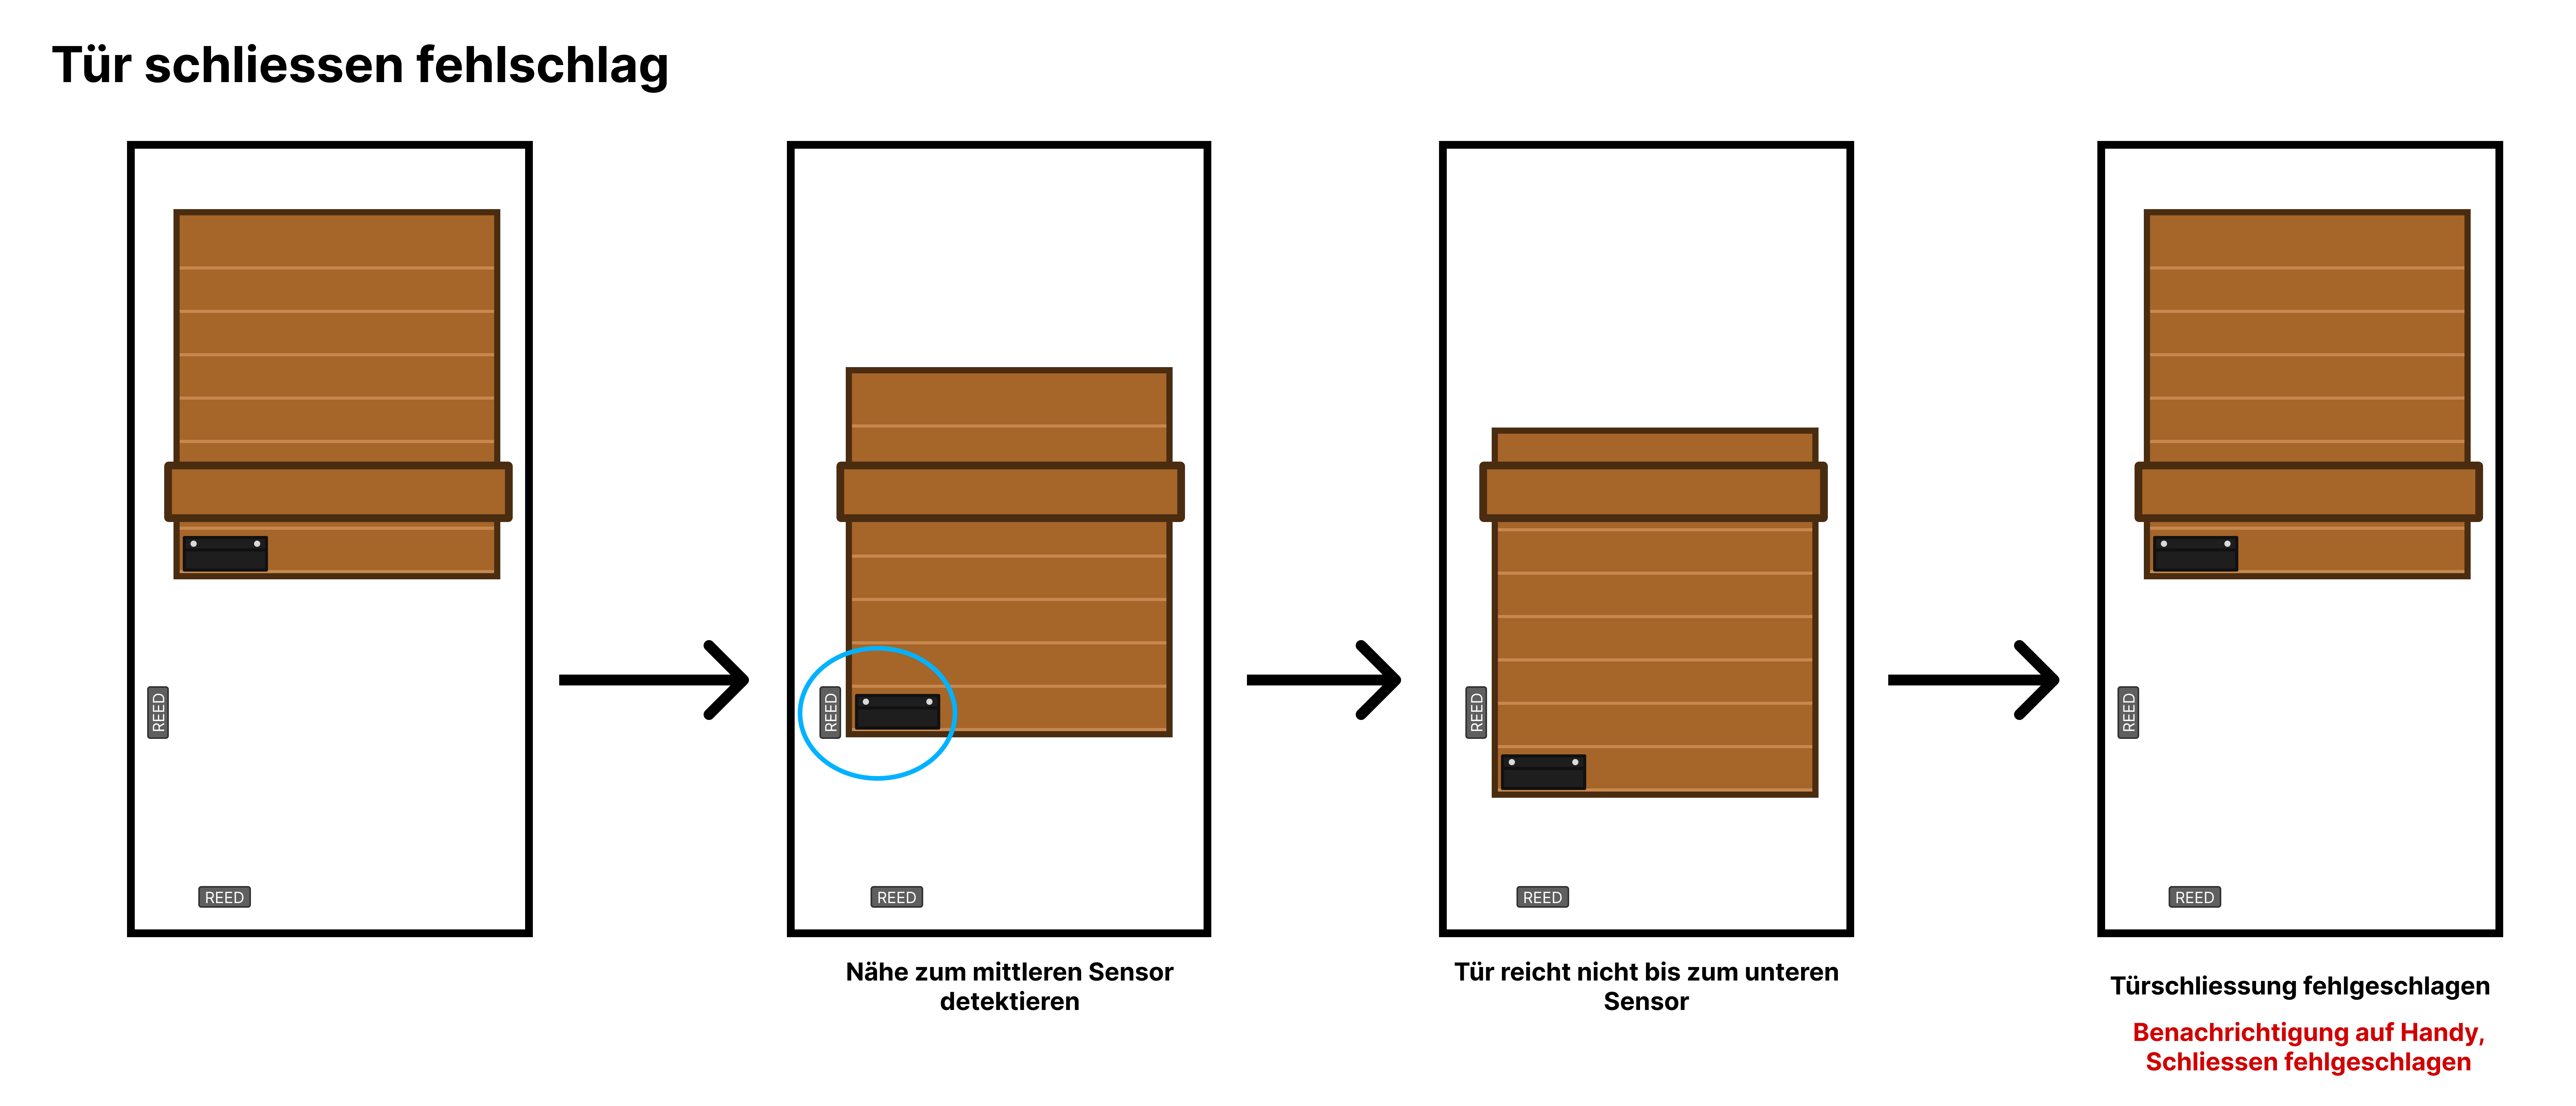 Tür schliessen fehlschlag
REED
REED
REED
REED
REED
REED
REED
REED
Nähe zum mittleren Sensor
detektieren
Tür reicht nicht bis zum unteren
Sensor
Türschliessung fehlgeschlagen
Benachrichtigung auf Handy,
Schliessen fehlgeschlagen